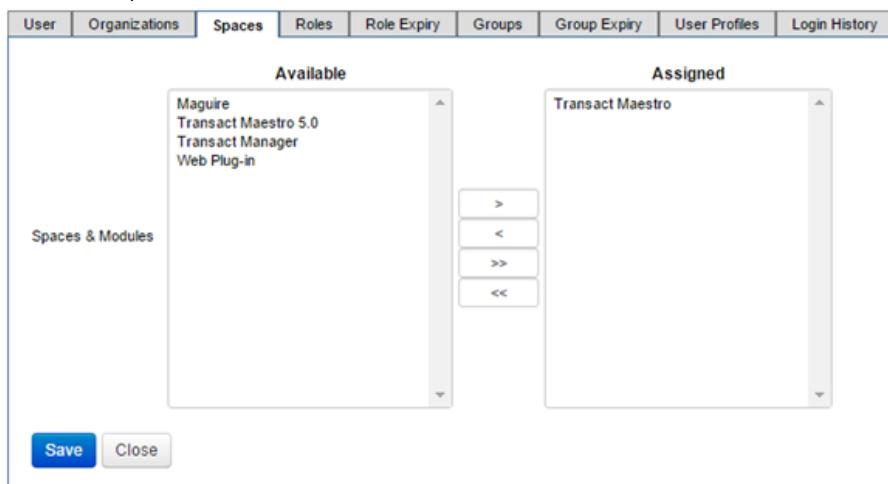 User Organizations Spaces Roles Role Expiry Groups Group Expiry User Profiles Login History
Available Assigned
Maguire Transact Maestro
Transact Maestro 5.0
Transact Manager
Web Plug-in
>
Spaces & Modules <
>>
<<
Save Close